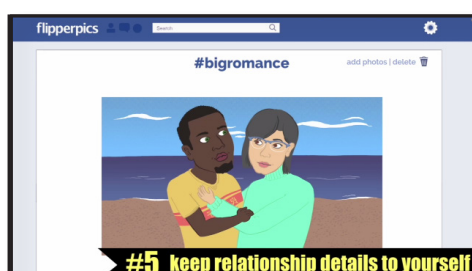 flipperpics
Search
#bigromance
add photos | delete
#5 keep relationship details to yourself